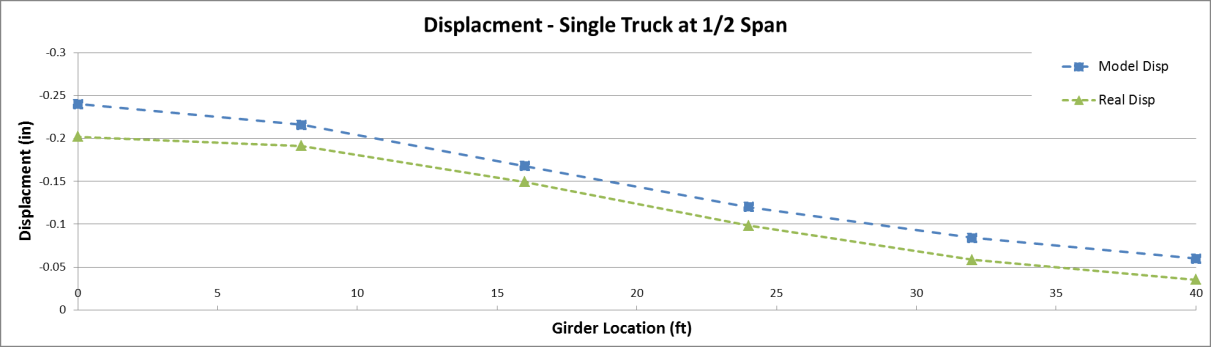 Displacment - Single Truck at 1/2 Span
-0.3
-0.25
-0.2
-0.15
-0.1
-0.05
0
Displacment (in)
0 5 10 15 20 25 30 35 40
Girder Location (ft)
Model Disp
Real Disp